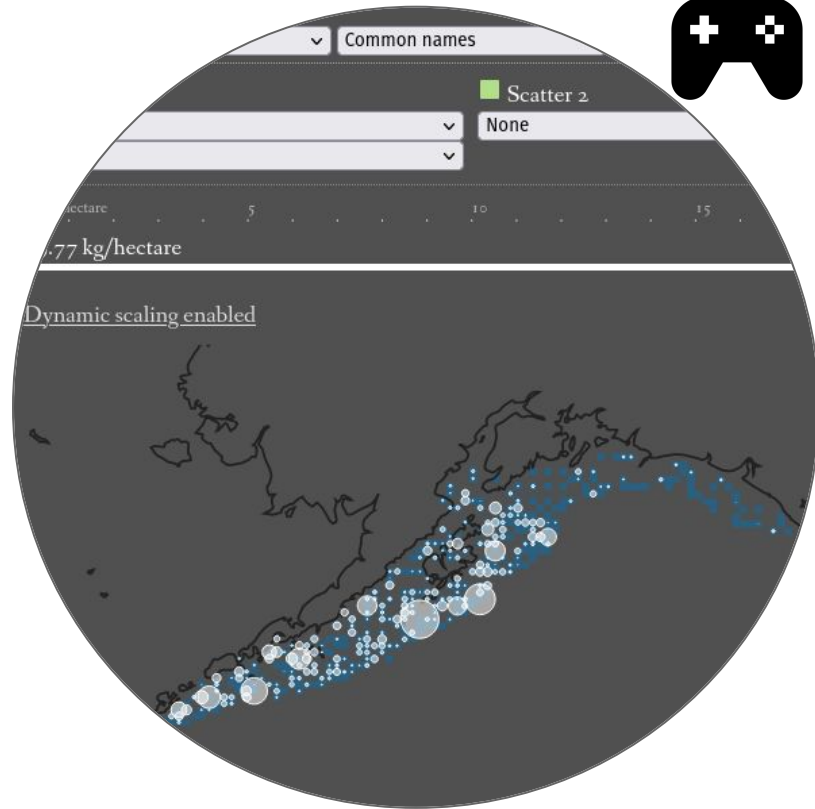 Common names
Scatter 2
None
5 10 15
.77 kg/hectare
Dynamic scaling enabled